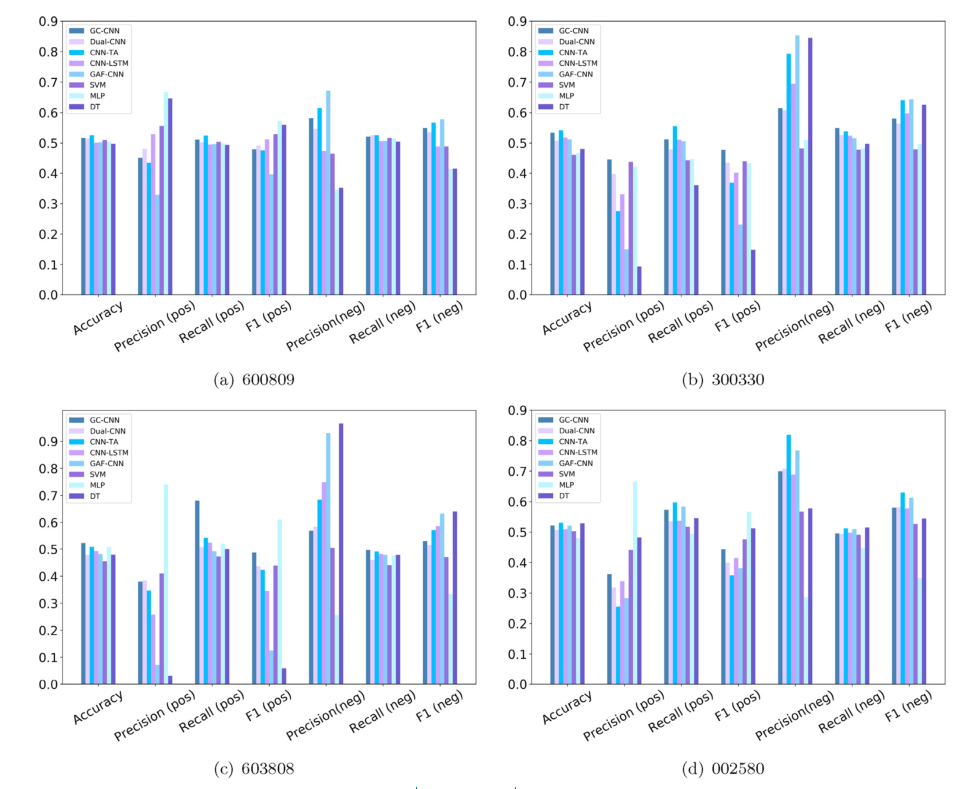 0.9
0.8
0.7
0.6
0.5
0.4
0.3
0.2
0.1
0.0
GC-CNN
Dual-CNN
CNN-TA
CNN-LSTM
GAF-CNN
SVM
MLP
DT
Accuracy
Precision (pos)
Recall (pos)
F1 (pos)
Precision(neg)
Recall (neg)
F1 (neg)
(a) 600809
0.9
0.8
0.7
0.6
0.5
0.4
0.3
0.2
0.1
0.0
GC-CNN
Dual-CNN
CNN-TA
CNN-LSTM
GAF-CNN
SVM
MLP
DT
Accuracy
Precision (pos)
Recall (pos)
F1 (pos)
Precision(neg)
Recall (neg)
F1 (neg)
(b) 300330
0.9
0.8
0.7
0.6
0.5
0.4
0.3
0.2
0.1
0.0
GC-CNN
Dual-CNN
CNN-TA
CNN-LSTM
GAF-CNN
SVM
MLP
DT
Accuracy
Precision (pos)
Recall (pos)
F1 (pos)
Precision(neg)
Recall (neg)
F1 (neg)
(c) 603808
0.9
0.8
0.7
0.6
0.5
0.4
0.3
0.2
0.1
0.0
GC-CNN
Dual-CNN
CNN-TA
CNN-LSTM
GAF-CNN
SVM
MLP
DT
Accuracy
Precision (pos)
Recall (pos)
F1 (pos)
Precision(neg)
Recall (neg)
F1 (neg)
(d) 002580